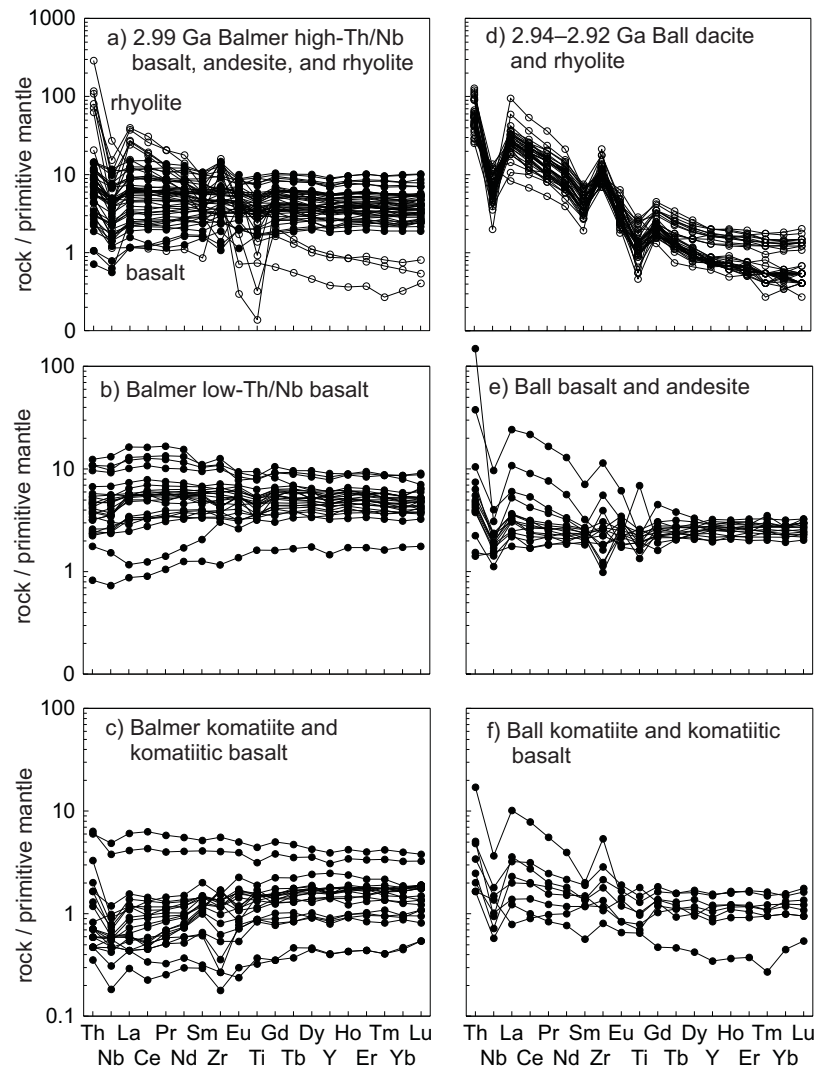 1000
100
10
1
0
rock / primitive mantle
a) 2.99 Ga Balmer high-Th/Nb
basalt, andesite, and rhyolite
rhyolite
basalt
d) 2.94–2.92 Ga Ball dacite
and rhyolite
100
10
1
0
rock / primitive mantle
b) Balmer low-Th/Nb basalt
e) Ball basalt and andesite
100
10
1
0.1
rock / primitive mantle
c) Balmer komatiite and
komatiitic basalt
f) Ball komatiite and komatiitic
basalt
Th La Pr Sm Eu Gd Dy Ho Tm Lu
Nb Ce Nd Zr Ti Tb Y Er Yb
Th La Pr Sm Eu Gd Dy Ho Tm Lu
Nb Ce Nd Zr Ti Tb Y Er Yb